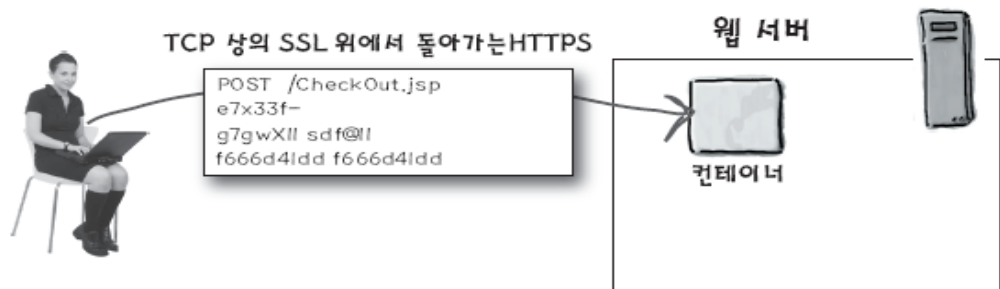 TCP 상의 SSL 위에서 돌아가는HTTPS
POST /CheckOut.jsp
e7x33f-
g7gwXll sdf@ll
f666d4ldd f666d4ldd
웹 서버
컨테이너